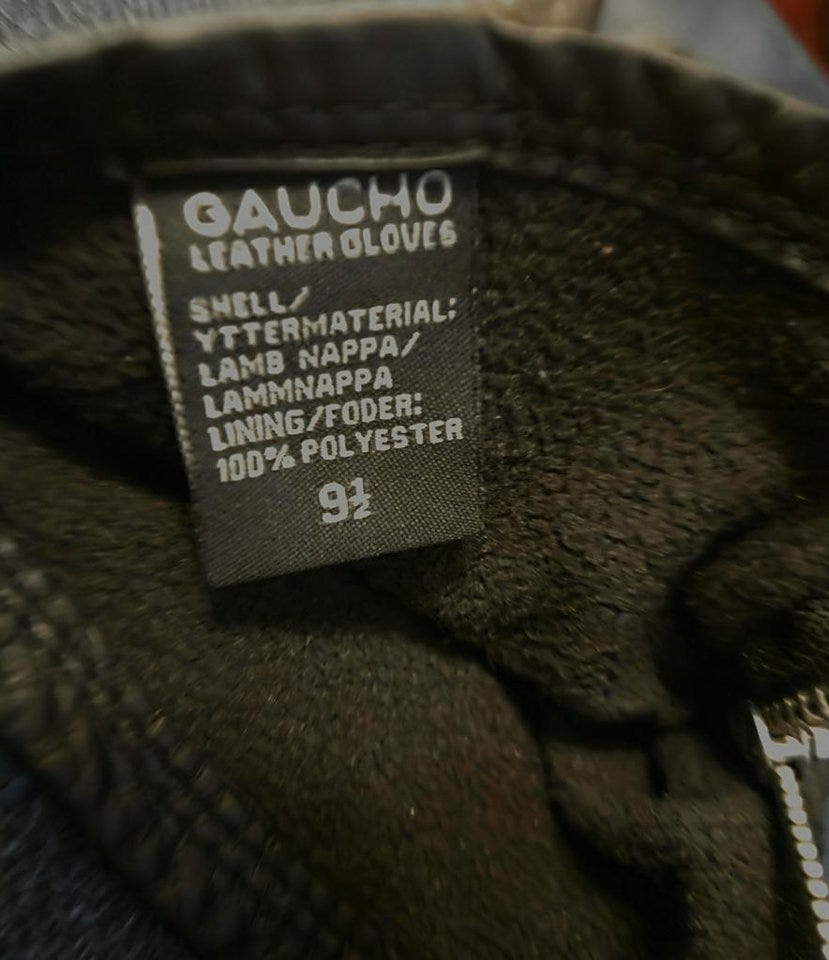 GAUCHO
LEATHER GLOVES
SHELL/
YTTERMATERIAL:
LAMB NAPPA/
LAMMNAPPA
LINING/FODER:
100% POLYESTER
9½